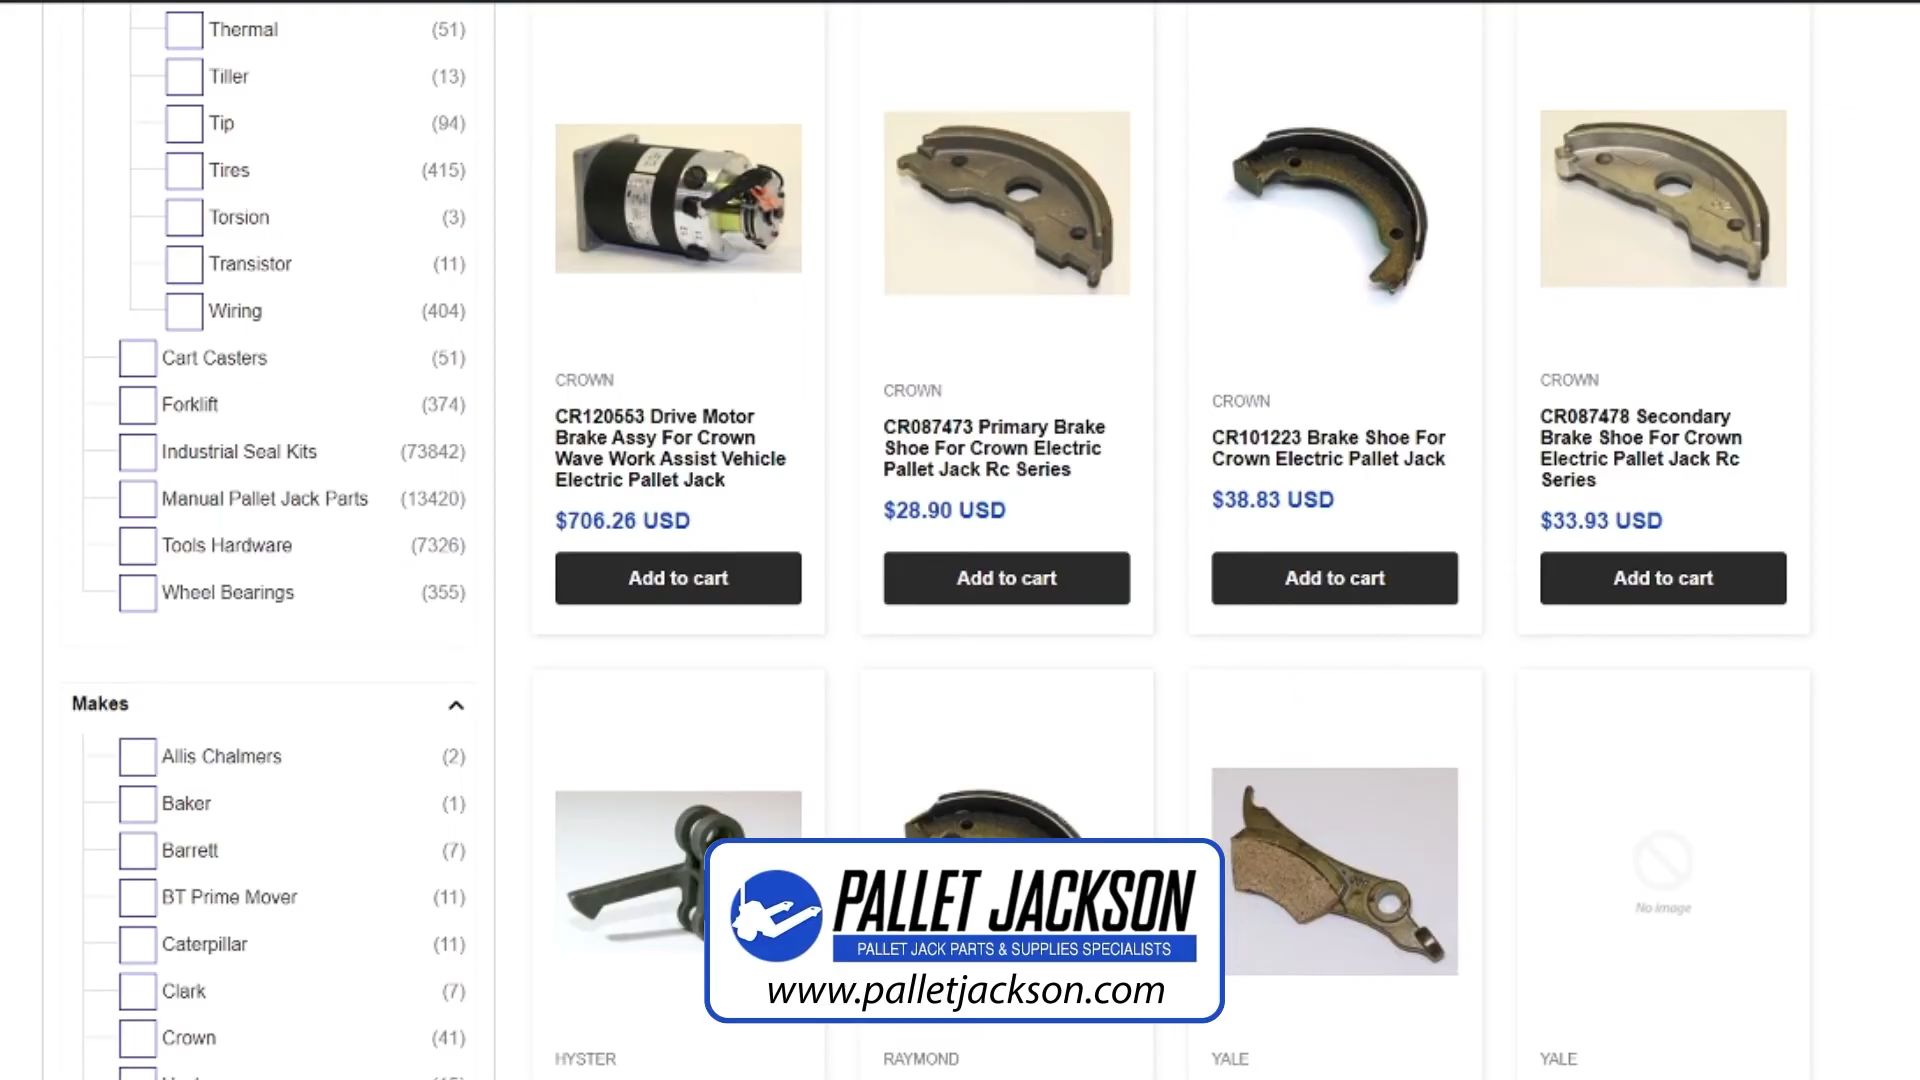 Thermal (51)
Tiller (13)
Tip (94)
Tires (415)
Torsion (3)
Transistor (11)
Wiring (404)
Cart Casters (51)
Forklift (374)
Industrial Seal Kits (73842)
Manual Pallet Jack Parts (13420)
Tools Hardware (7326)
Wheel Bearings (355)
Makes
Allis Chalmers (2)
Baker (1)
Barrett (7)
BT Prime Mover (11)
Caterpillar (11)
Clark (7)
Crown (41)
CROWN
CR120553 Drive Motor
Brake Assy For Crown
Wave Work Assist Vehicle
Electric Pallet Jack
$706.26 USD
Add to cart
CROWN
CR087473 Primary Brake
Shoe For Crown Electric
Pallet Jack Rc Series
$28.90 USD
Add to cart
CROWN
CR101223 Brake Shoe For
Crown Electric Pallet Jack
$38.83 USD
Add to cart
CROWN
CR087478 Secondary
Brake Shoe For Crown
Electric Pallet Jack Rc
Series
$33.93 USD
Add to cart
No image
PALLET JACKSON
PALLET JACK PARTS & SUPPLIES SPECIALISTS
www.palletjackson.com
HYSTER
RAYMOND
YALE
YALE